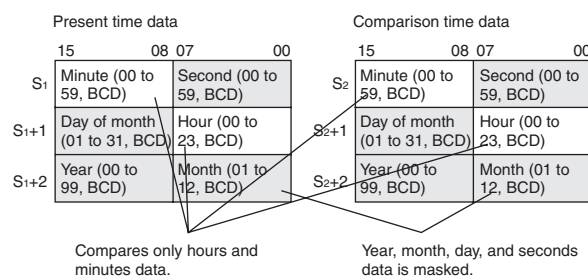 Present time data
15 08 07 00
S1 Minute (00 to 59, BCD) Second (00 to 59, BCD)
S1+1 Day of month (01 to 31, BCD) Hour (00 to 23, BCD)
S1+2 Year (00 to 99, BCD) Month (01 to 12, BCD)
Compares only hours and
minutes data.
Comparison time data
15 08 07 00
S2 Minute (00 to 59, BCD) Second (00 to 59, BCD)
S2+1 Day of month (01 to 31, BCD) Hour (00 to 23, BCD)
S2+2 Year (00 to 99, BCD) Month (01 to 12, BCD)
Year, month, day, and seconds
data is masked.